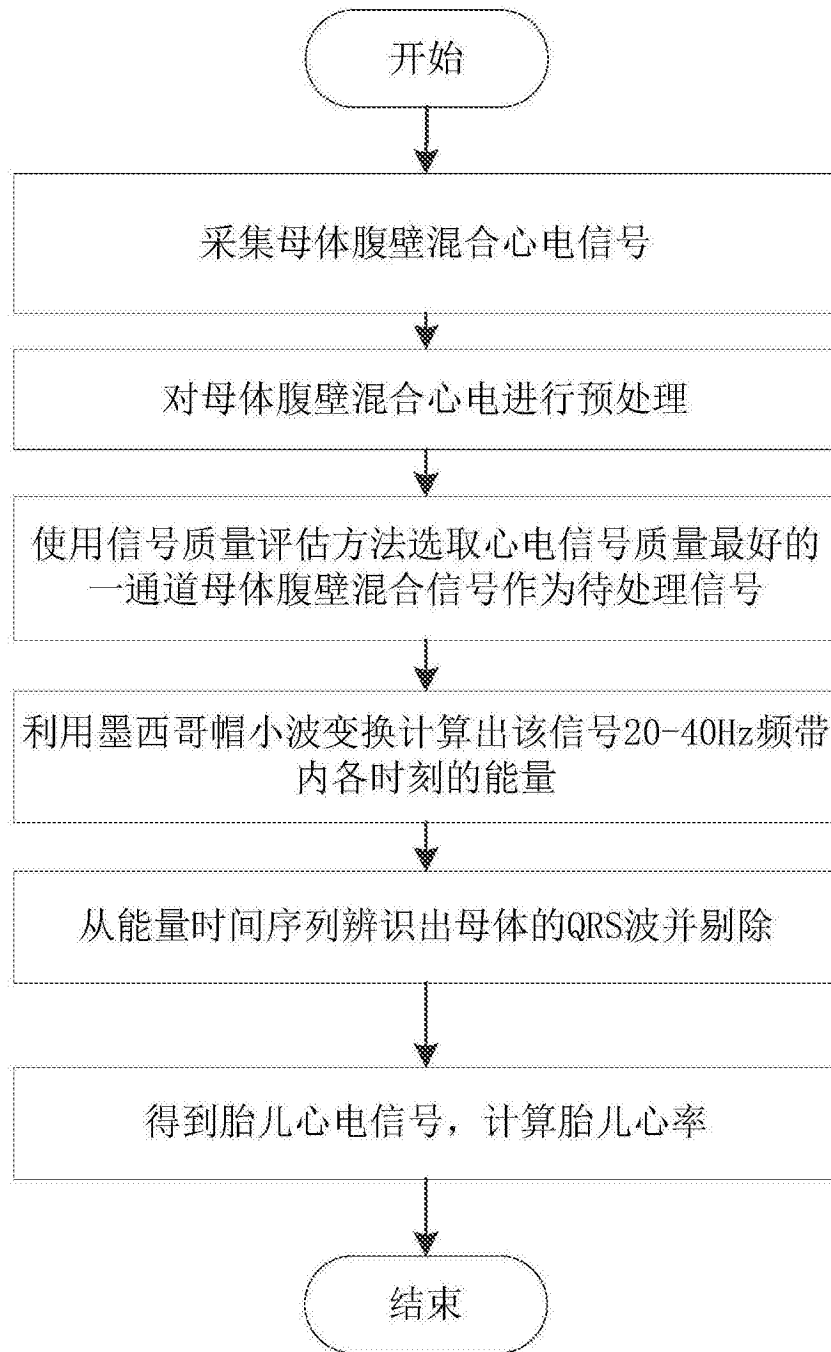 开始
采集母体腹壁混合心电信号
对母体腹壁混合心电进行预处理
使用信号质量评估方法选取心电信号质量最好的
一通道母体腹壁混合信号作为待处理信号
利用墨西哥帽小波变换计算出该信号20-40Hz频带
内各时刻的能量
从能量时间序列辨识出母体的QRS波并剔除
得到胎儿心电信号，计算胎儿心率
结束